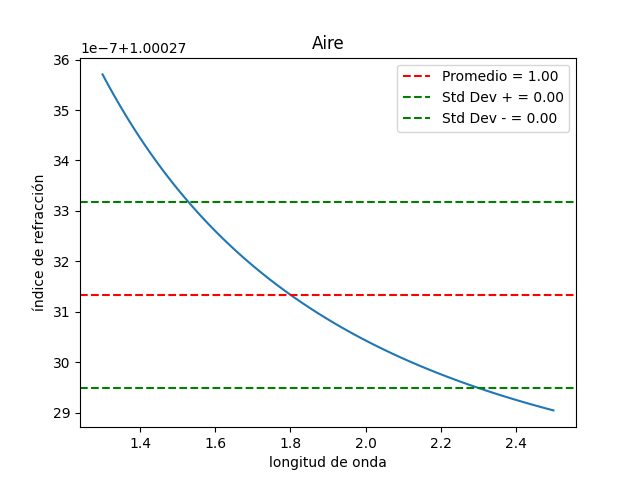 Aire
1e−7+1.00027
36
35
34
33
32
31
30
29
índice de refracción
Promedio = 1.00
Std Dev + = 0.00
Std Dev - = 0.00
1.4 1.6 1.8 2.0 2.2 2.4
longitud de onda